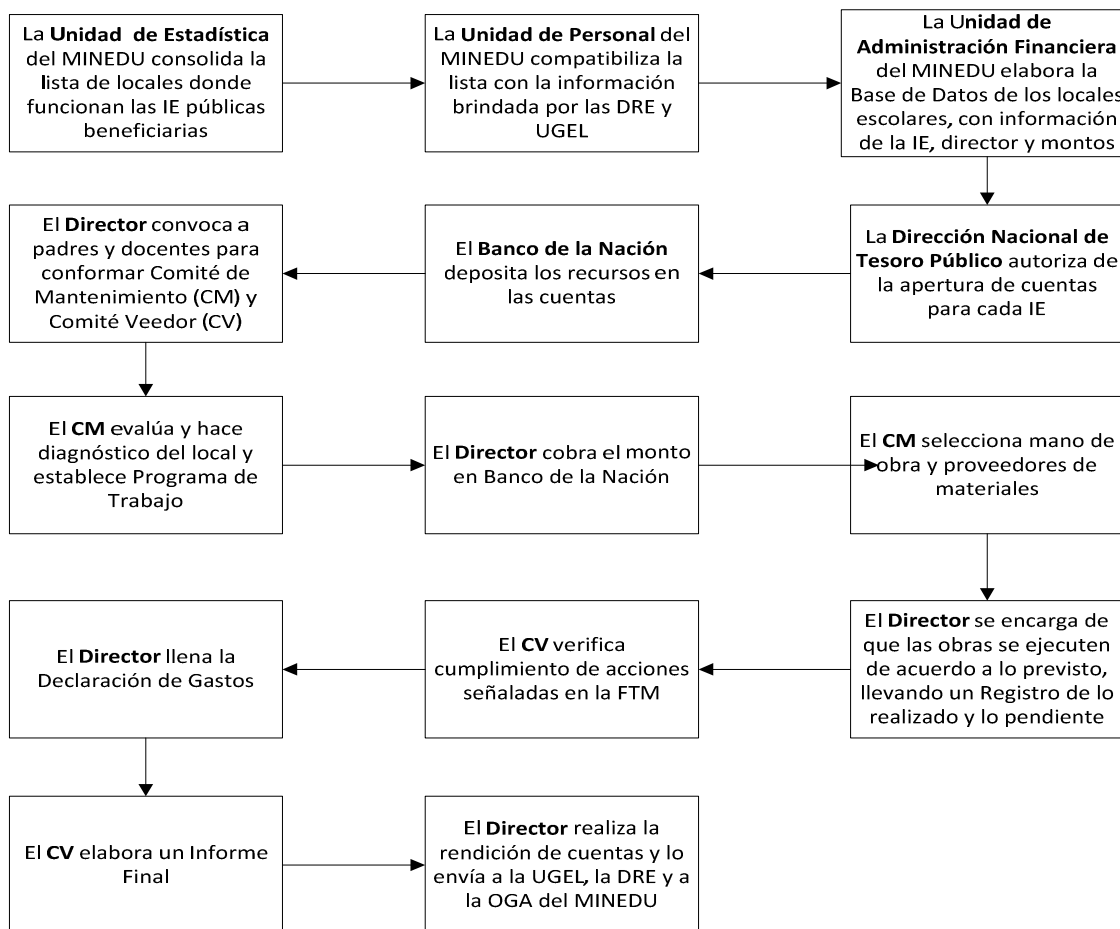 La Unidad de Estadística
del MINEDU consolida la
lista de locales donde
funcionan las IE públicas
beneficiarias
La Unidad de Personal del
MINEDU compatibiliza la
lista con la información
brindada por las DRE y
UGEL
La Unidad de
Administración Financiera
del MINEDU elabora la
Base de Datos de los locales
escolares, con información
de la IE, director y montos
La Dirección Nacional de
Tesoro Público autoriza de
la apertura de cuentas
para cada IE
El Banco de la Nación
deposita los recursos en
las cuentas
El Director convoca a
padres y docentes para
conformar Comité de
Mantenimiento (CM) y
Comité Veedor (CV)
El CM evalúa y hace
diagnóstico del local y
establece Programa de
Trabajo
El Director cobra el monto
en Banco de la Nación
El CM selecciona mano de
obra y proveedores de
materiales
El Director se encarga de
que las obras se ejecuten
de acuerdo a lo previsto,
llevando un Registro de lo
realizado y lo pendiente
El CV verifica
cumplimiento de acciones
señaladas en la FTM
El Director llena la
Declaración de Gastos
El CV elabora un Informe
Final
El Director realiza la
rendición de cuentas y lo
envía a la UGEL, la DRE y a
la OGA del MINEDU